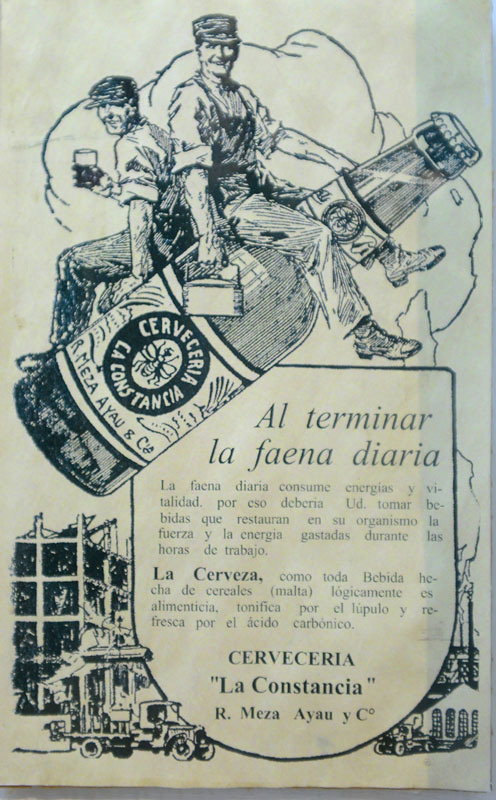 CERVECERIA
LA CONSTANCIA
R. MEZA AYAU & Cº
Al terminar
la faena diaria
La faena diaria consume energías y vi-
talidad. por eso deberia Ud. tomar be-
bidas que restauran en su organismo la
fuerza y la energia gastadas durante las
horas de trabajo.
La Cerveza, como toda Bebida he-
cha de cereales (malta) lógicamente es
alimenticia, tonifica por el lúpulo y re-
fresca por el ácido carbónico.
CERVECERIA
"La Constancia"
R. Meza Ayau y Cº